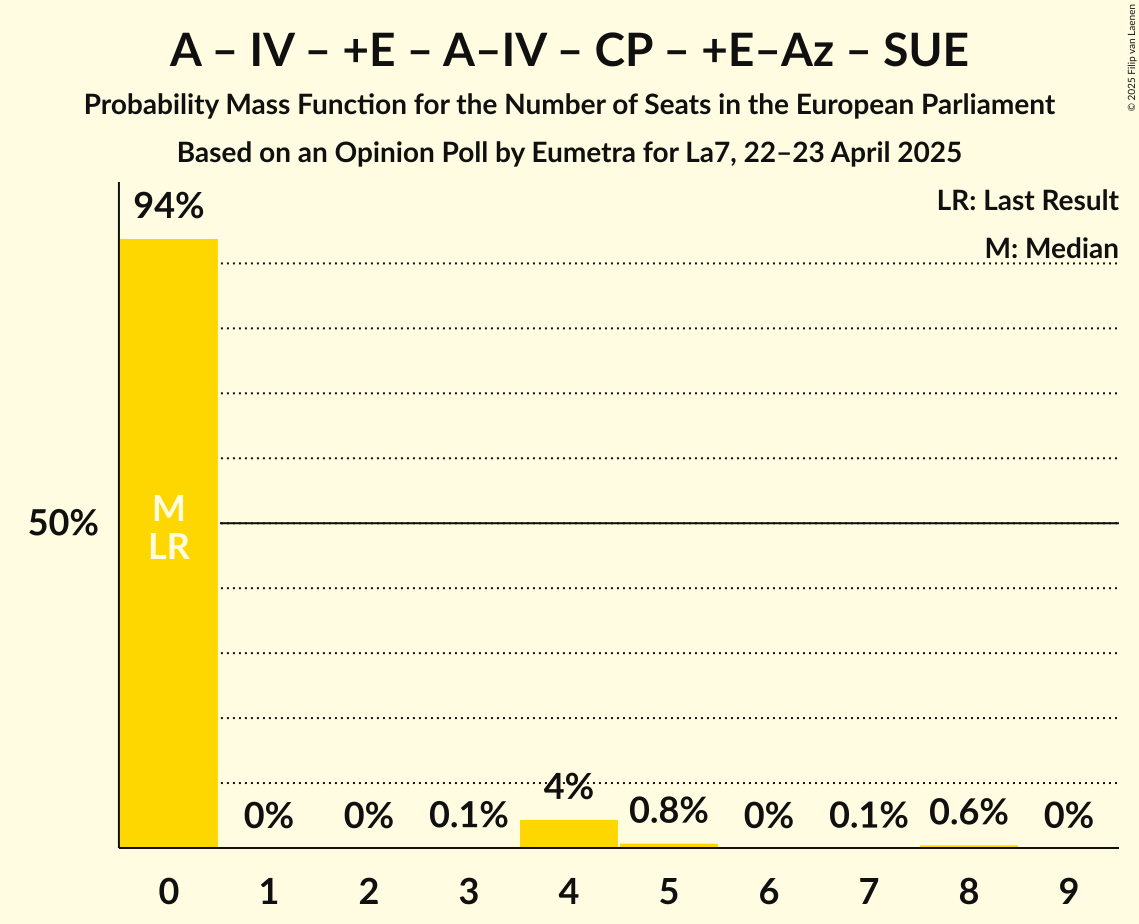 A – IV – +E – A–IV – CP – +E–Az – SUE
Probability Mass Function for the Number of Seats in the European Parliament
Based on an Opinion Poll by Eumetra for La7, 22–23 April 2025
© 2025 Filip van Laenen
LR: Last Result
M: Median
94%
M
LR
50%
0% 0% 0.1% 4% 0.8% 0% 0.1% 0.6% 0%
0 1 2 3 4 5 6 7 8 9